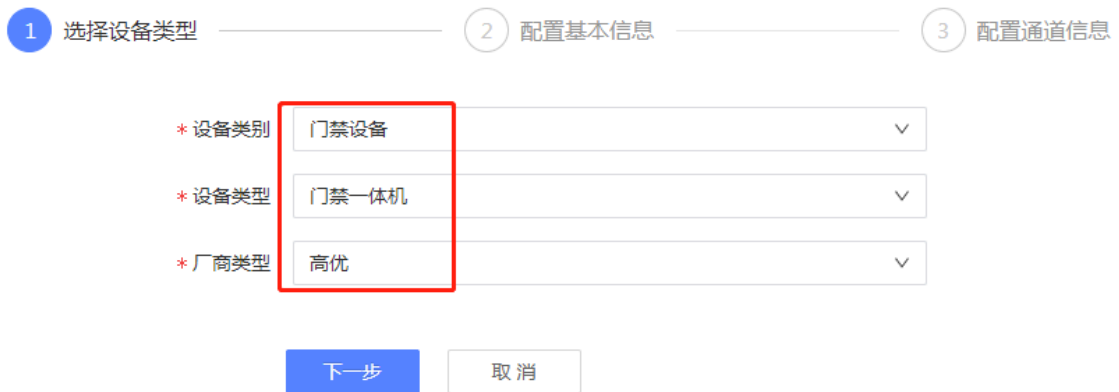 1 选择设备类型 2 配置基本信息 3 配置通道信息
* 设备类别 门禁设备
* 设备类型 门禁一体机
* 厂商类型 高优
下一步 取消